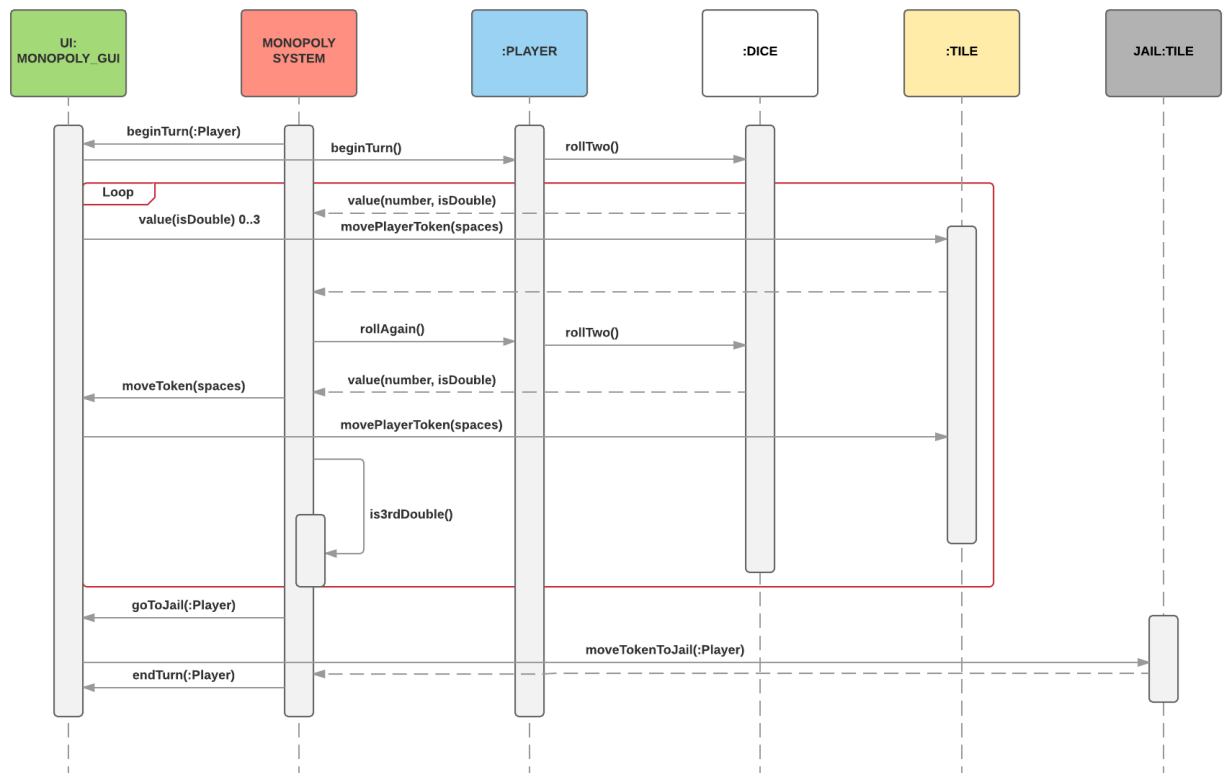 UI:
MONOPOLY_GUI
MONOPOLY
SYSTEM
:PLAYER
:DICE
:TILE
JAIL:TILE
beginTurn(:Player)
beginTurn()
rollTwo()
Loop
value(number, isDouble)
value(isDouble) 0..3
movePlayerToken(spaces)
rollAgain()
rollTwo()
value(number, isDouble)
moveToken(spaces)
movePlayerToken(spaces)
is3rdDouble()
goToJail(:Player)
moveTokenToJail(:Player)
endTurn(:Player)